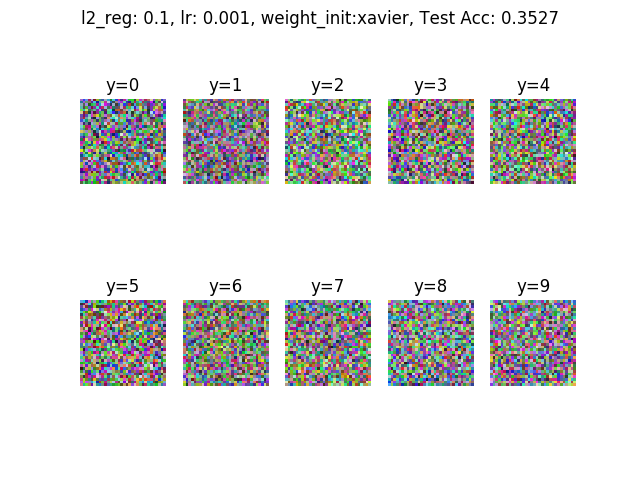 l2_reg: 0.1, lr: 0.001, weight_init:xavier, Test Acc: 0.3527
y=0 y=1 y=2 y=3 y=4
y=5 y=6 y=7 y=8 y=9